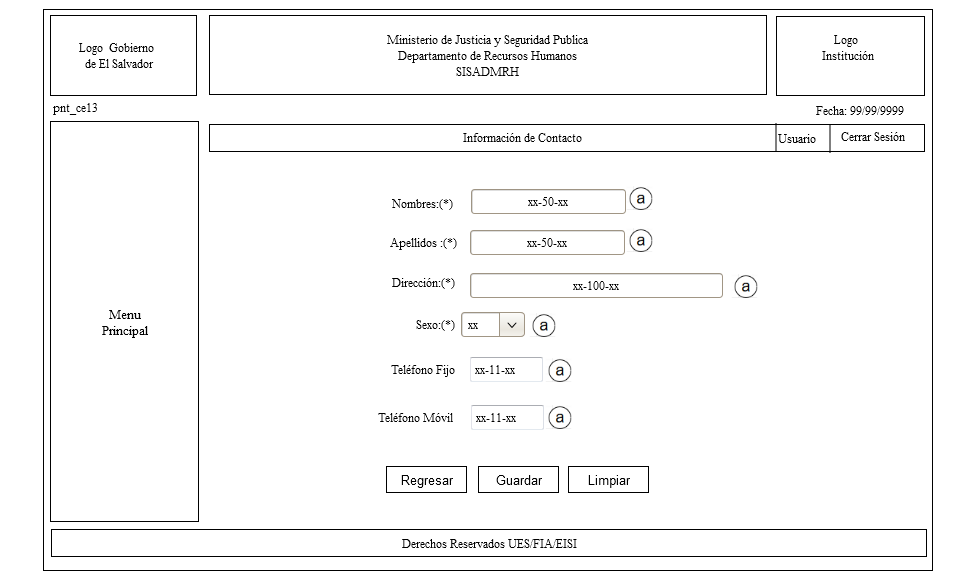 Logo Gobierno
de El Salvador
Ministerio de Justicia y Seguridad Publica
Departamento de Recursos Humanos
SISADMRH
Logo
Institución
pnt_ce13
Fecha: 99/99/9999
Información de Contacto
Usuario
Cerrar Sesión
Menu
Principal
Nombres:(*) xx-50-xx a
Apellidos :(*) xx-50-xx a
Dirección:(*) xx-100-xx a
Sexo:(*) xx a
Teléfono Fijo xx-11-xx a
Teléfono Móvil xx-11-xx a
Regresar Guardar Limpiar
Derechos Reservados UES/FIA/EISI